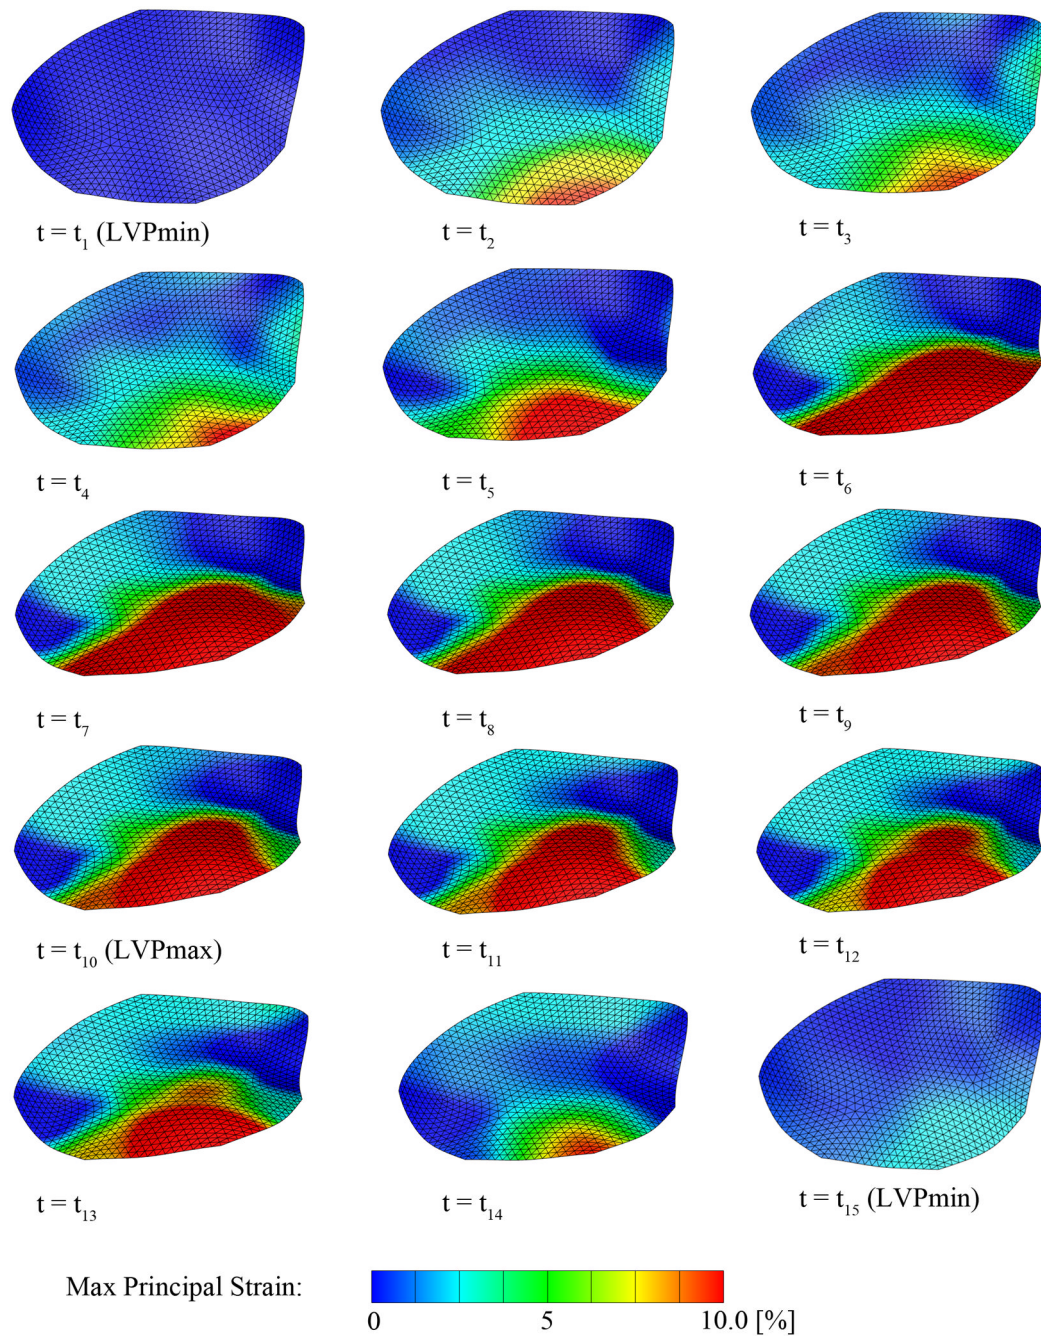 t = t₁ (LVPmin)
t = t₂
t = t₃
t = t₄
t = t₅
t = t₆
t = t₇
t = t₈
t = t₉
t = t₁₀ (LVPmax)
t = t₁₁
t = t₁₂
t = t₁₃
t = t₁₄
t = t₁₅ (LVPmin)
Max Principal Strain:
0 5 10.0 [%]